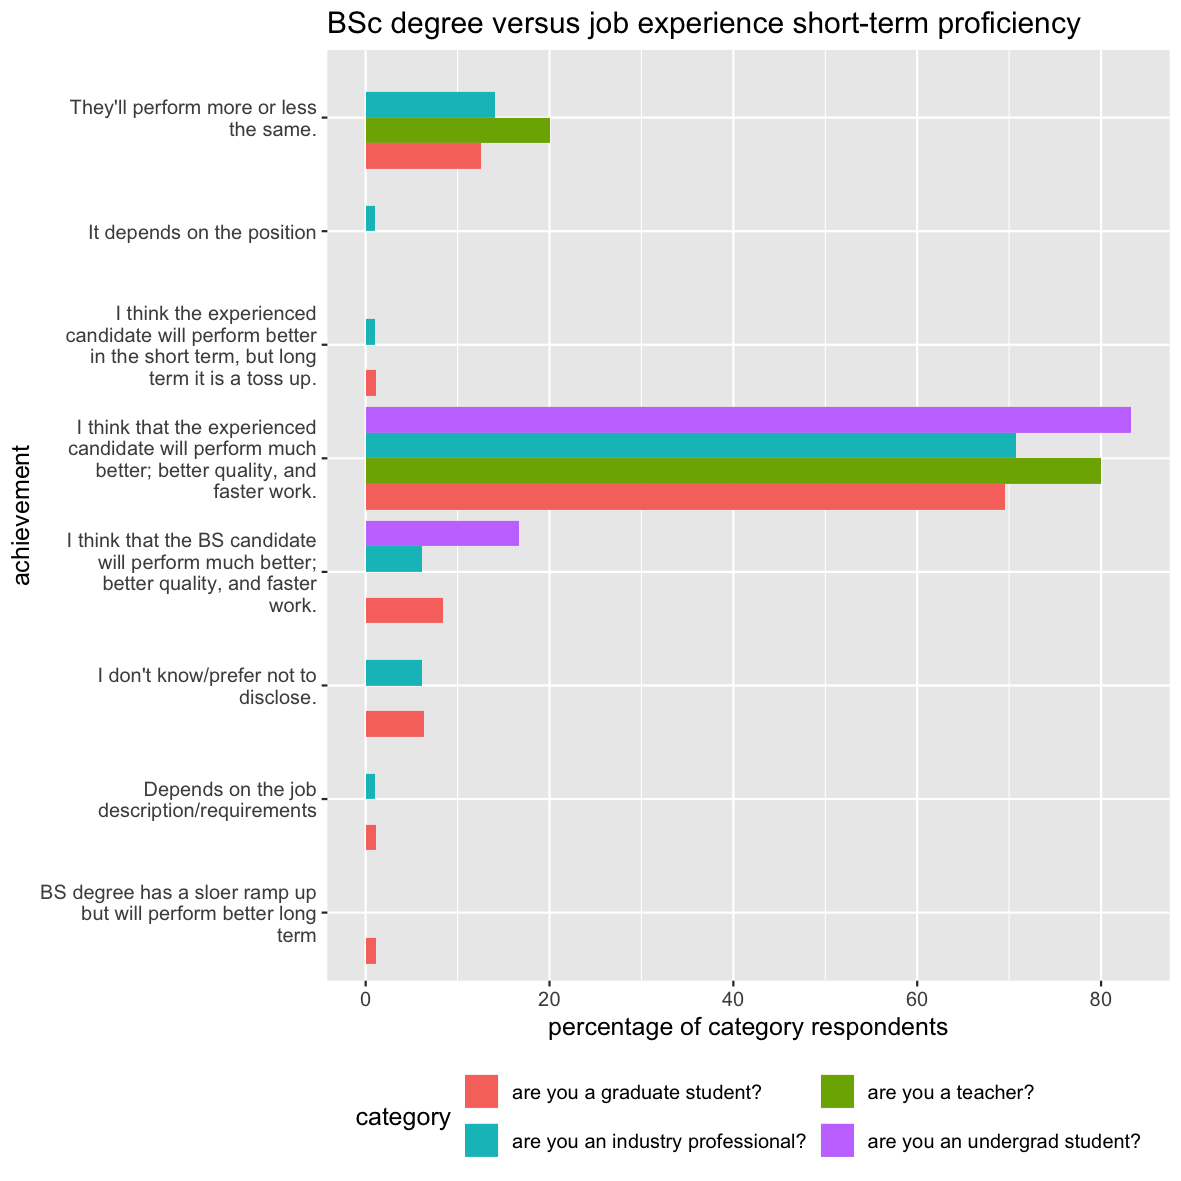 BSc degree versus job experience short-term proficiency
They'll perform more or less
the same.
It depends on the position
I think the experienced
candidate will perform better
in the short term, but long
term it is a toss up.
I think that the experienced
candidate will perform much
better; better quality, and
faster work.
I think that the BS candidate
will perform much better;
better quality, and faster
work.
I don't know/prefer not to
disclose.
Depends on the job
description/requirements
BS degree has a sloer ramp up
but will perform better long
term
achievement
0 20 40 60 80
percentage of category respondents
category
are you a graduate student?
are you a teacher?
are you an industry professional?
are you an undergrad student?